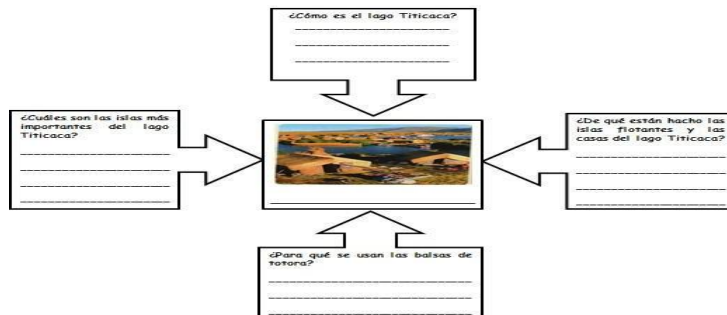 ¿Cómo es el lago Titicaca?
¿Cuáles son las islas más
importantes del lago
Titicaca?
¿De qué están hacho las
islas flotantes y las
casas del lago Titicaca?
¿Para qué se usan las balsas de
totora?